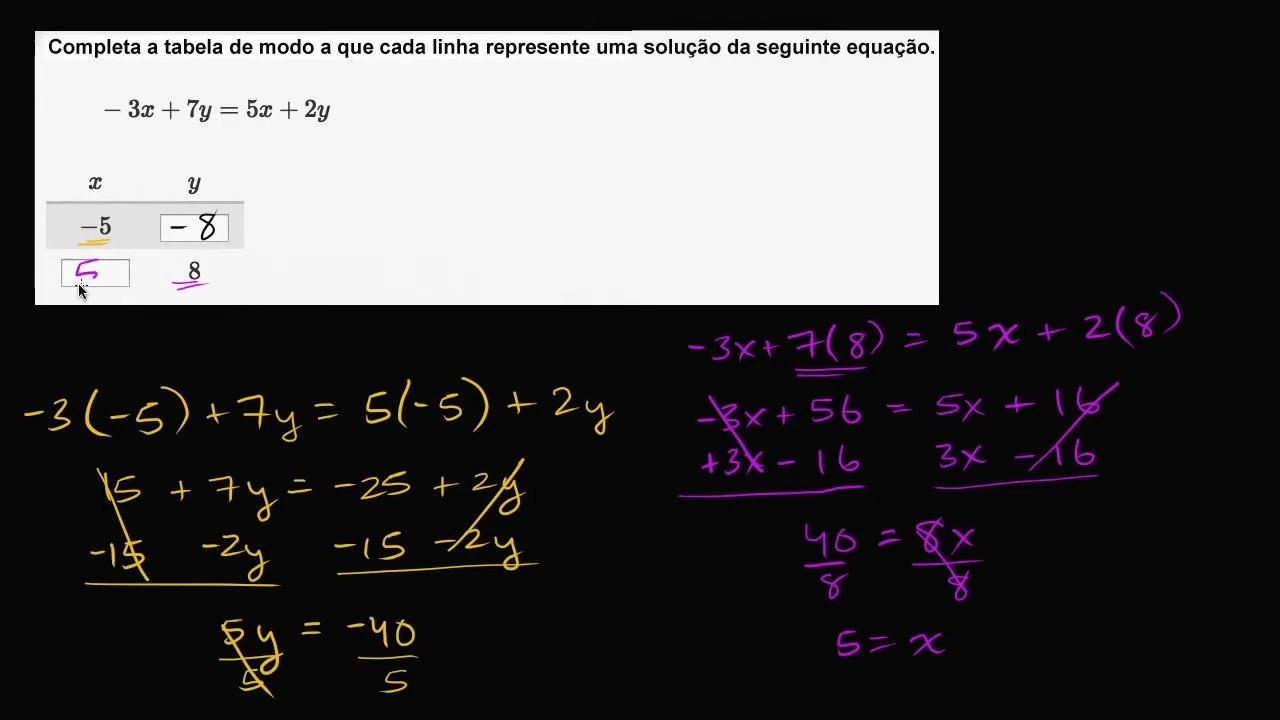 Completa a tabela de modo a que cada linha represente uma solução da seguinte equação.
− 3x + 7y = 5x + 2y
x y
−5 - 8
5 8
-3(-5) + 7y = 5(-5) + 2y
15 + 7y = -25 + 2y
-15 -2y -15 -2y
5y = -40
5 5
-3x + 7(8) = 5x + 2(8)
-3x + 56 = 5x + 16
+3x - 16 3x - 16
40 = 8x
8 8
5 = x